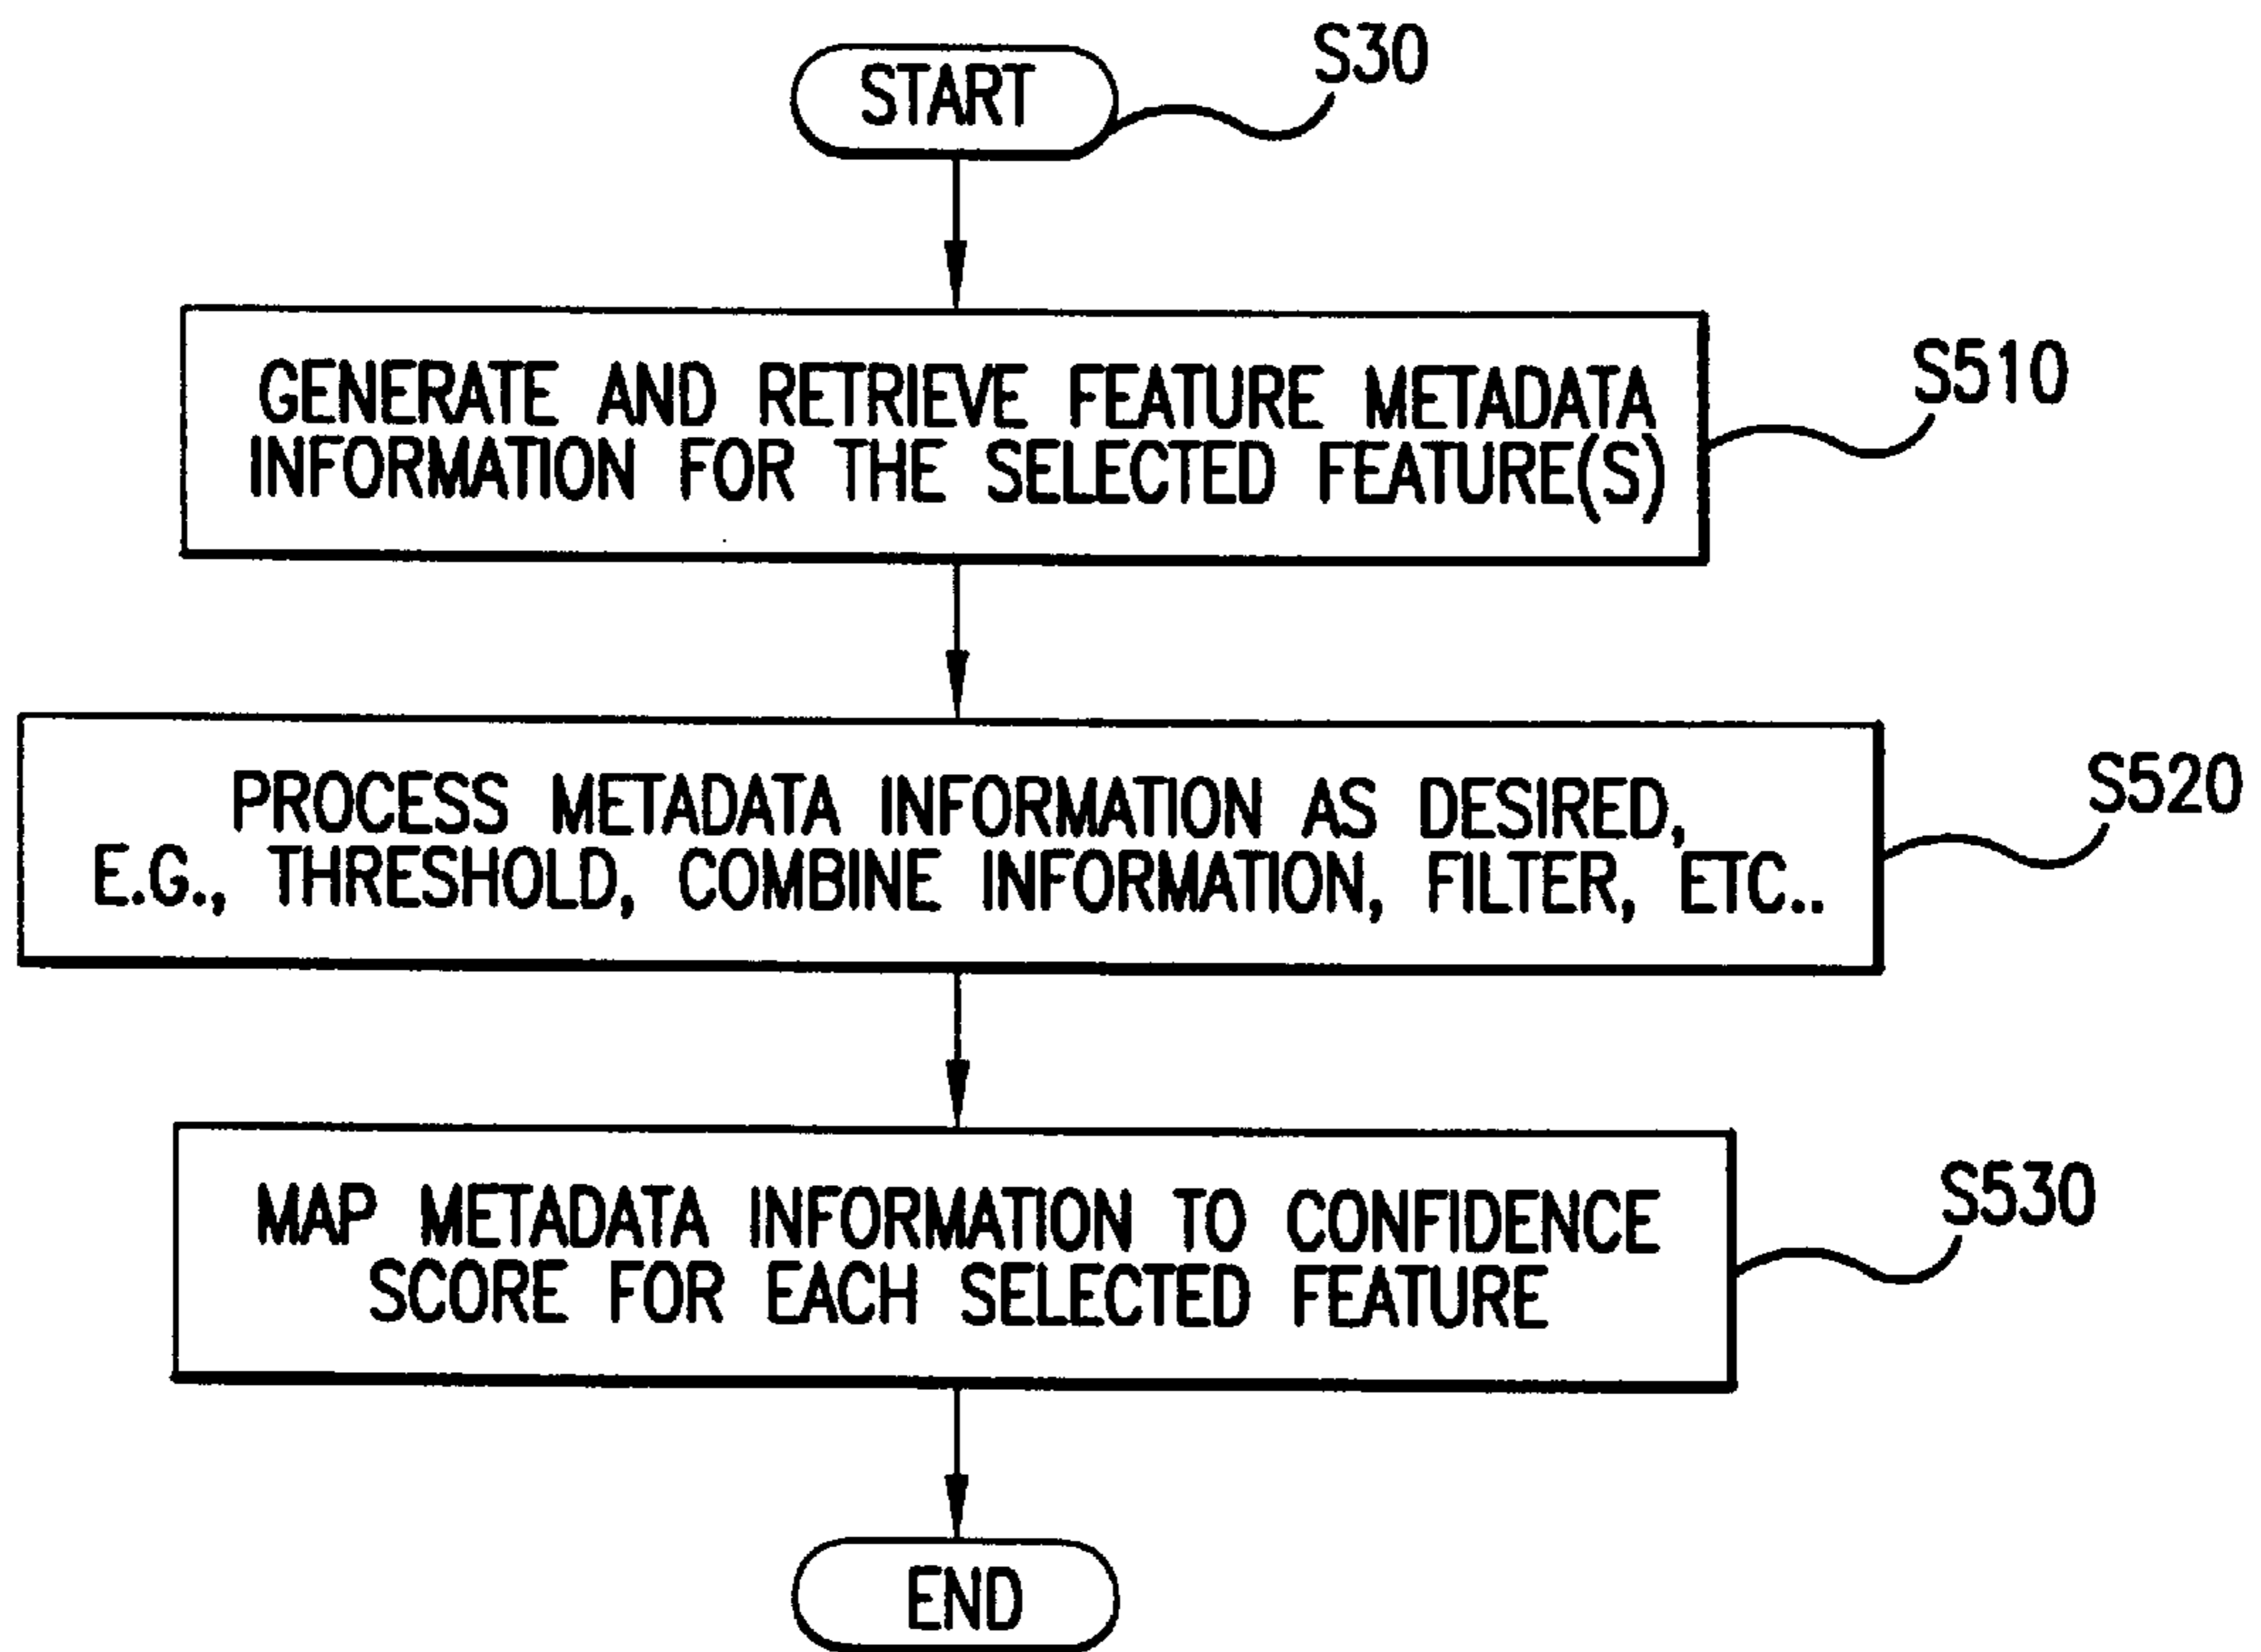 START
S30
GENERATE AND RETRIEVE FEATURE METADATA
INFORMATION FOR THE SELECTED FEATURE(S)
S510
PROCESS METADATA INFORMATION AS DESIRED,
E.G., THRESHOLD, COMBINE INFORMATION, FILTER, ETC..
S520
MAP METADATA INFORMATION TO CONFIDENCE
SCORE FOR EACH SELECTED FEATURE
S530
END